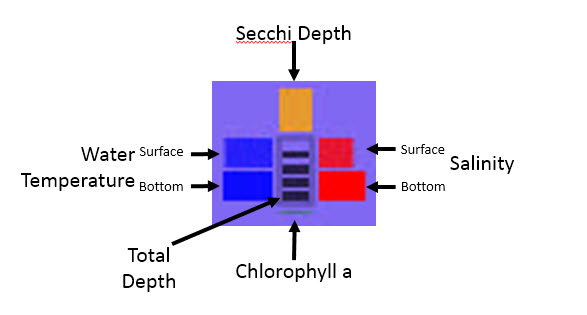 Secchi Depth
Water
Temperature
Surface
Bottom
Surface
Bottom
Salinity
Total
Depth
Chlorophyll a